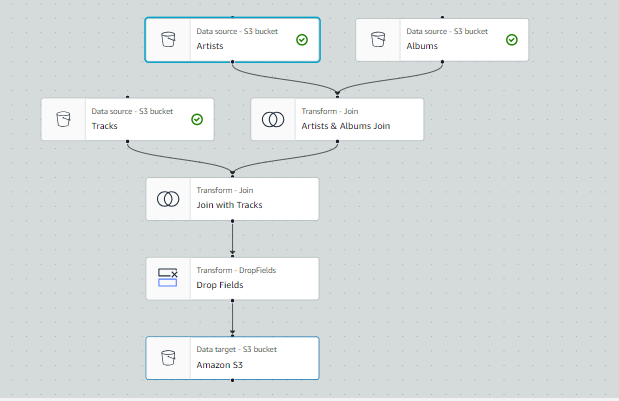 Data source - S3 bucket
Artists
Data source - S3 bucket
Albums
Data source - S3 bucket
Tracks
Transform - Join
Artists & Albums Join
Transform - Join
Join with Tracks
Transform - DropFields
Drop Fields
Data target - S3 bucket
Amazon S3